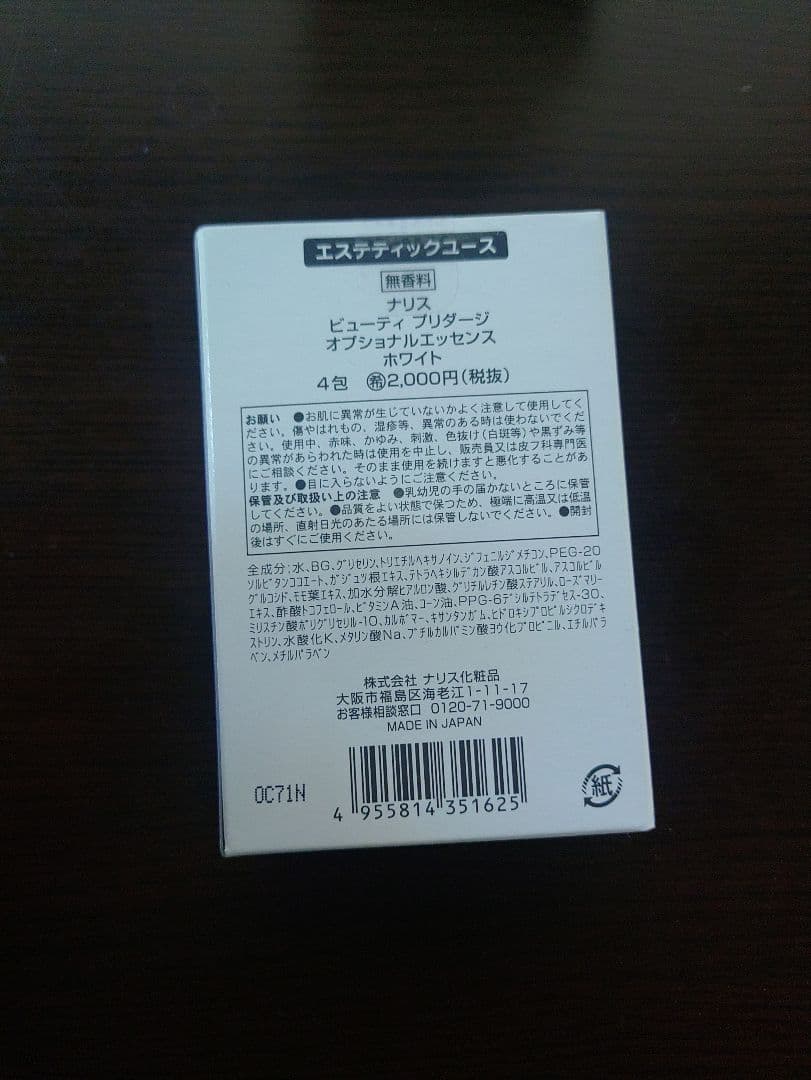 エステティックユース
無香料
ナリス
ビューティ プリダージ
オプショナルエッセンス
ホワイト
4包 ㊒2,000円(税抜)
お願い ●お肌に異常が生じていないかよく注意して使用してく
ださい。傷やはれもの、湿疹等、異常のある時は使わないでくだ
さい。使用中、赤味、かゆみ、刺激、色抜け(白斑等)や黒ずみ等
の異常があらわれた時は使用を中止し、販売員又は皮フ科専門医
にご相談ください。そのまま使用を続けますと悪化することがあ
ります。●目に入らないようにご注意ください。
保管及び取扱い上の注意 ●乳幼児の手の届かないところに保管
してください。●品質をよい状態で保つため、極端に高温又は低温
の場所、直射日光のあたる場所には保管しないでください。●開封
後はすぐにご使用ください。
全成分:水、BG、グリセリン、トリエチルヘキサノイン、ジフェニルジメチコン、PEG-20
ソルビタンココエート、ガジュツ根エキス、テトラヘキシルデカン酸アスコルビル、アスコルビル
グルコシド、モモ葉エキス、加水分解ヒアルロン酸、グリチルレチン酸ステアリル、ローズマリー
エキス、酢酸トコフェロール、ビタミンA油、コーン油、PPG-6デシルテトラデセス-30、
ミリスチン酸ポリグリセリル-10、カルボマー、キサンタンガム、ヒドロキシプロピルシクロデキ
ストリン、水酸化K、メタリン酸Na、ブチルカルバミン酸ヨウ化プロピニル、エチルパラ
ベン、メチルパラベン
株式会社 ナリス化粧品
大阪市福島区海老江1-11-17
お客様相談窓口 0120-71-9000
MADE IN JAPAN
0C71N
4 955814 351625
紙